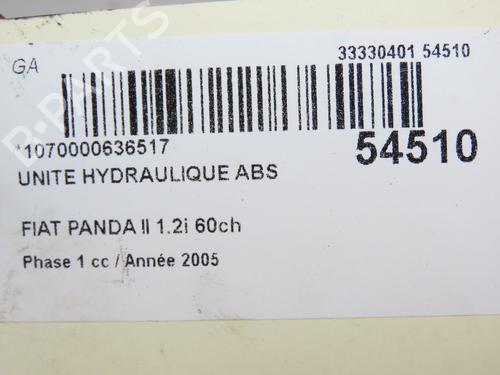 GA
33330401 54510
*1070000636517
54510
UNITE HYDRAULIQUE ABS
FIAT PANDA II 1.2i 60ch
Phase 1 cc / Année 2005
B-PARTS